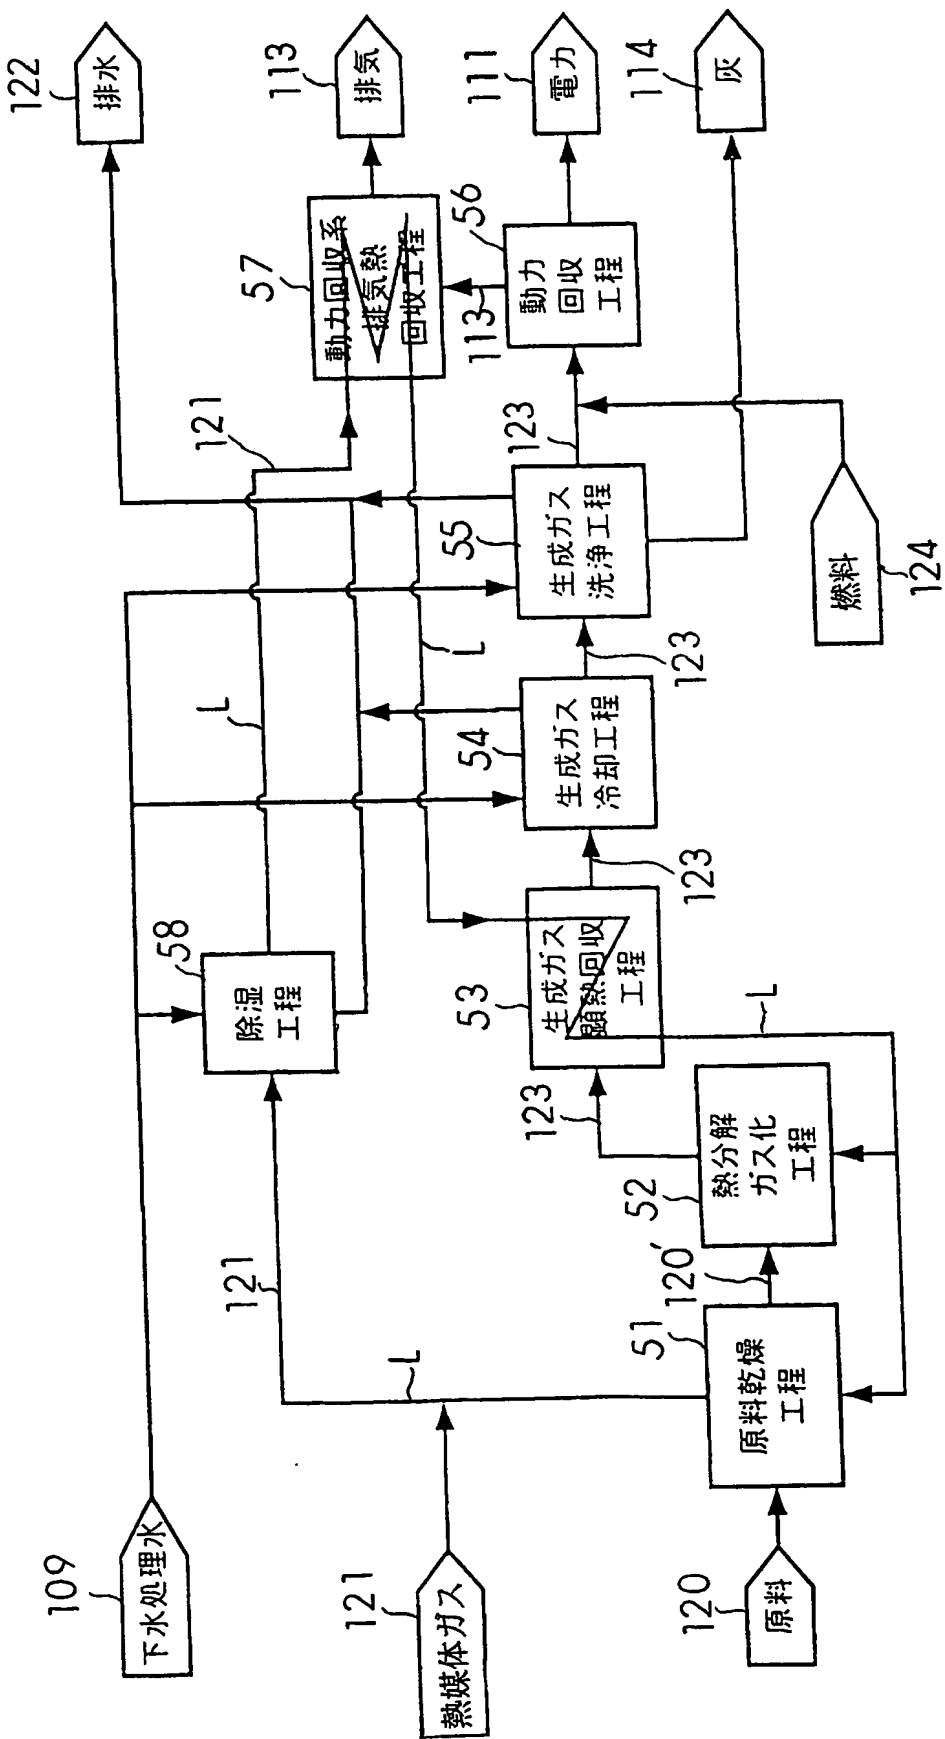 109
下水処理水
121
熱媒体ガス
120
原料
121
L
51
原料乾燥
工程
120'
52
熱分解
ガス化
工程
L
58
除湿
工程
123
53
生成ガス
顕熱回収
工程
123
54
生成ガス
冷却工程
123
L
L
55
生成ガス
洗浄工程
123
121
124
燃料
57
動力回収系
排気熱
回収工程
113
56
動力
回収
工程
122
排水
113
排気
111
電力
114
灰